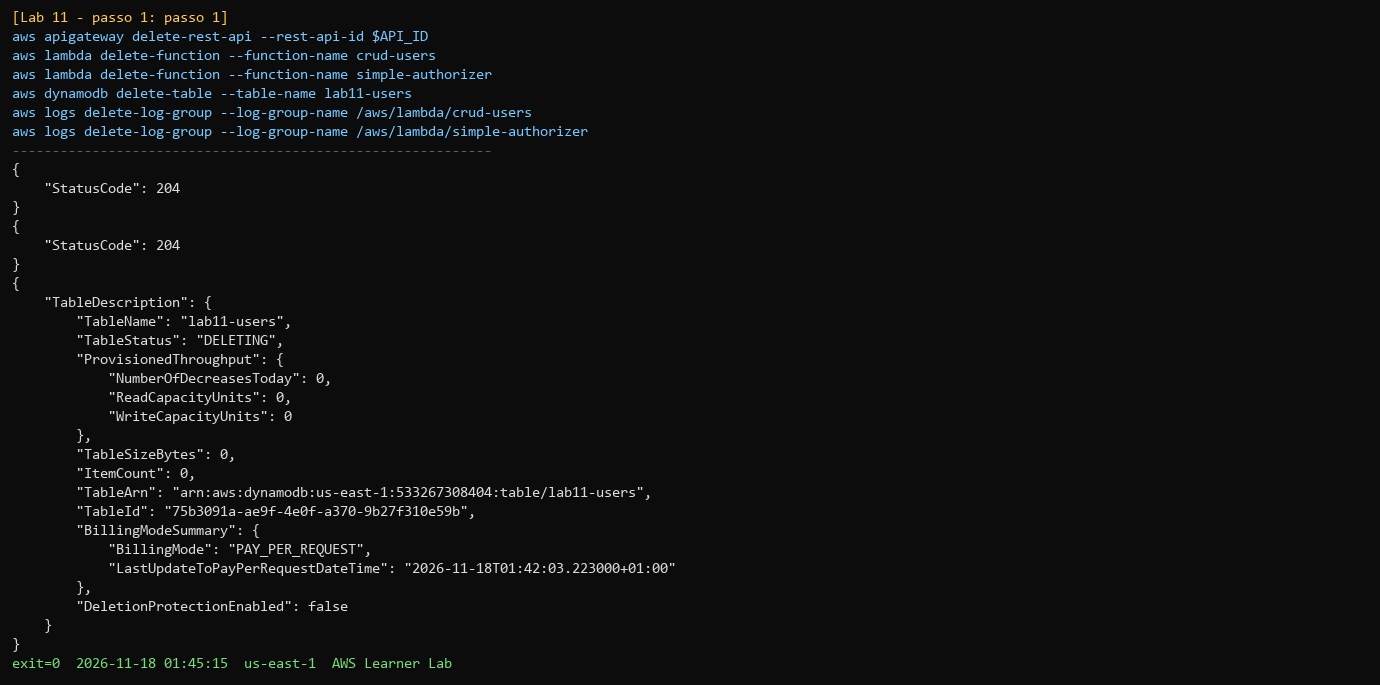 [Lab 11 - passo 1: passo 1]
aws apigateway delete-rest-api --rest-api-id $API_ID
aws lambda delete-function --function-name crud-users
aws lambda delete-function --function-name simple-authorizer
aws dynamodb delete-table --table-name lab11-users
aws logs delete-log-group --log-group-name /aws/lambda/crud-users
aws logs delete-log-group --log-group-name /aws/lambda/simple-authorizer
------------------------------------------------------------
{
    "StatusCode": 204
}
{
    "StatusCode": 204
}
{
    "TableDescription": {
        "TableName": "lab11-users",
        "TableStatus": "DELETING",
        "ProvisionedThroughput": {
            "NumberOfDecreasesToday": 0,
            "ReadCapacityUnits": 0,
            "WriteCapacityUnits": 0
        },
        "TableSizeBytes": 0,
        "ItemCount": 0,
        "TableArn": "arn:aws:dynamodb:us-east-1:533267308404:table/lab11-users",
        "TableId": "75b3091a-ae9f-4e0f-a370-9b27f310e59b",
        "BillingModeSummary": {
            "BillingMode": "PAY_PER_REQUEST",
            "LastUpdateToPayPerRequestDateTime": "2026-11-18T01:42:03.223000+01:00"
        },
        "DeletionProtectionEnabled": false
    }
}
exit=0  2026-11-18 01:45:15  us-east-1  AWS Learner Lab